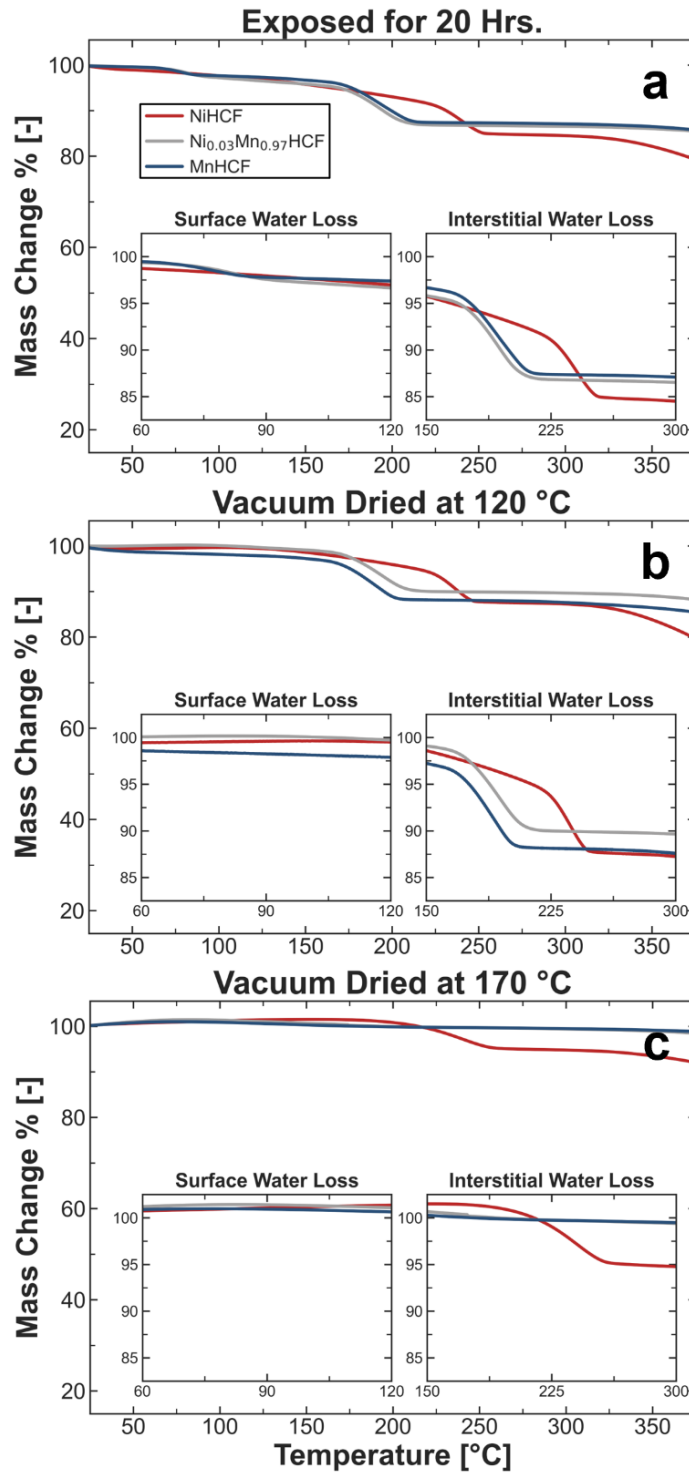 Exposed for 20 Hrs.
a
NiHCF
Ni0.03Mn0.97HCF
MnHCF
Mass Change % [-]
100
80
60
40
20
Surface Water Loss
100
95
90
85
60 90 120
Interstitial Water Loss
100
95
90
85
150 225 300
50 100 150 200 250 300 350
Vacuum Dried at 120 °C
b
Mass Change % [-]
100
80
60
40
20
Surface Water Loss
100
95
90
85
60 90 120
Interstitial Water Loss
100
95
90
85
150 225 300
50 100 150 200 250 300 350
Vacuum Dried at 170 °C
c
Mass Change % [-]
100
80
60
40
20
Surface Water Loss
100
95
90
85
60 90 120
Interstitial Water Loss
100
95
90
85
150 225 300
50 100 150 200 250 300 350
Temperature [°C]